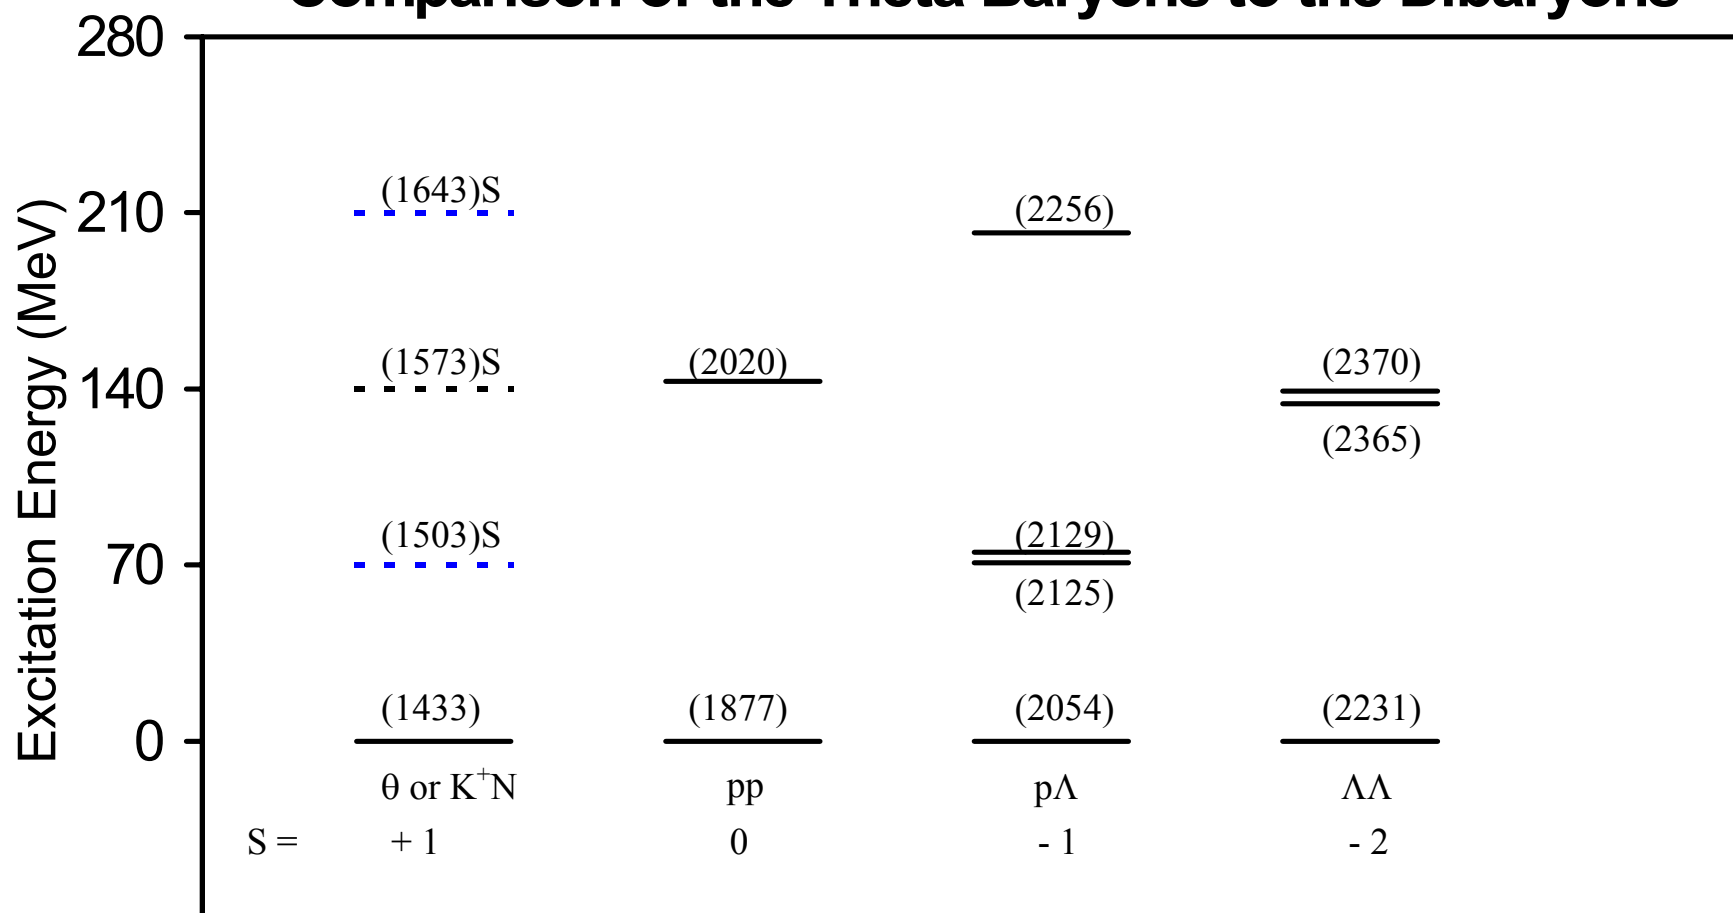 Comparison of the Theta Baryons to the Dibaryons
Excitation Energy (MeV)
280
210
140
70
0
(1643)S
(2256)
(1573)S
(2020)
(2370)
(2365)
(1503)S
(2129)
(2125)
(1433)
(1877)
(2054)
(2231)
θ or K⁺N
pp
pΛ
ΛΛ
S = + 1 0 - 1 - 2